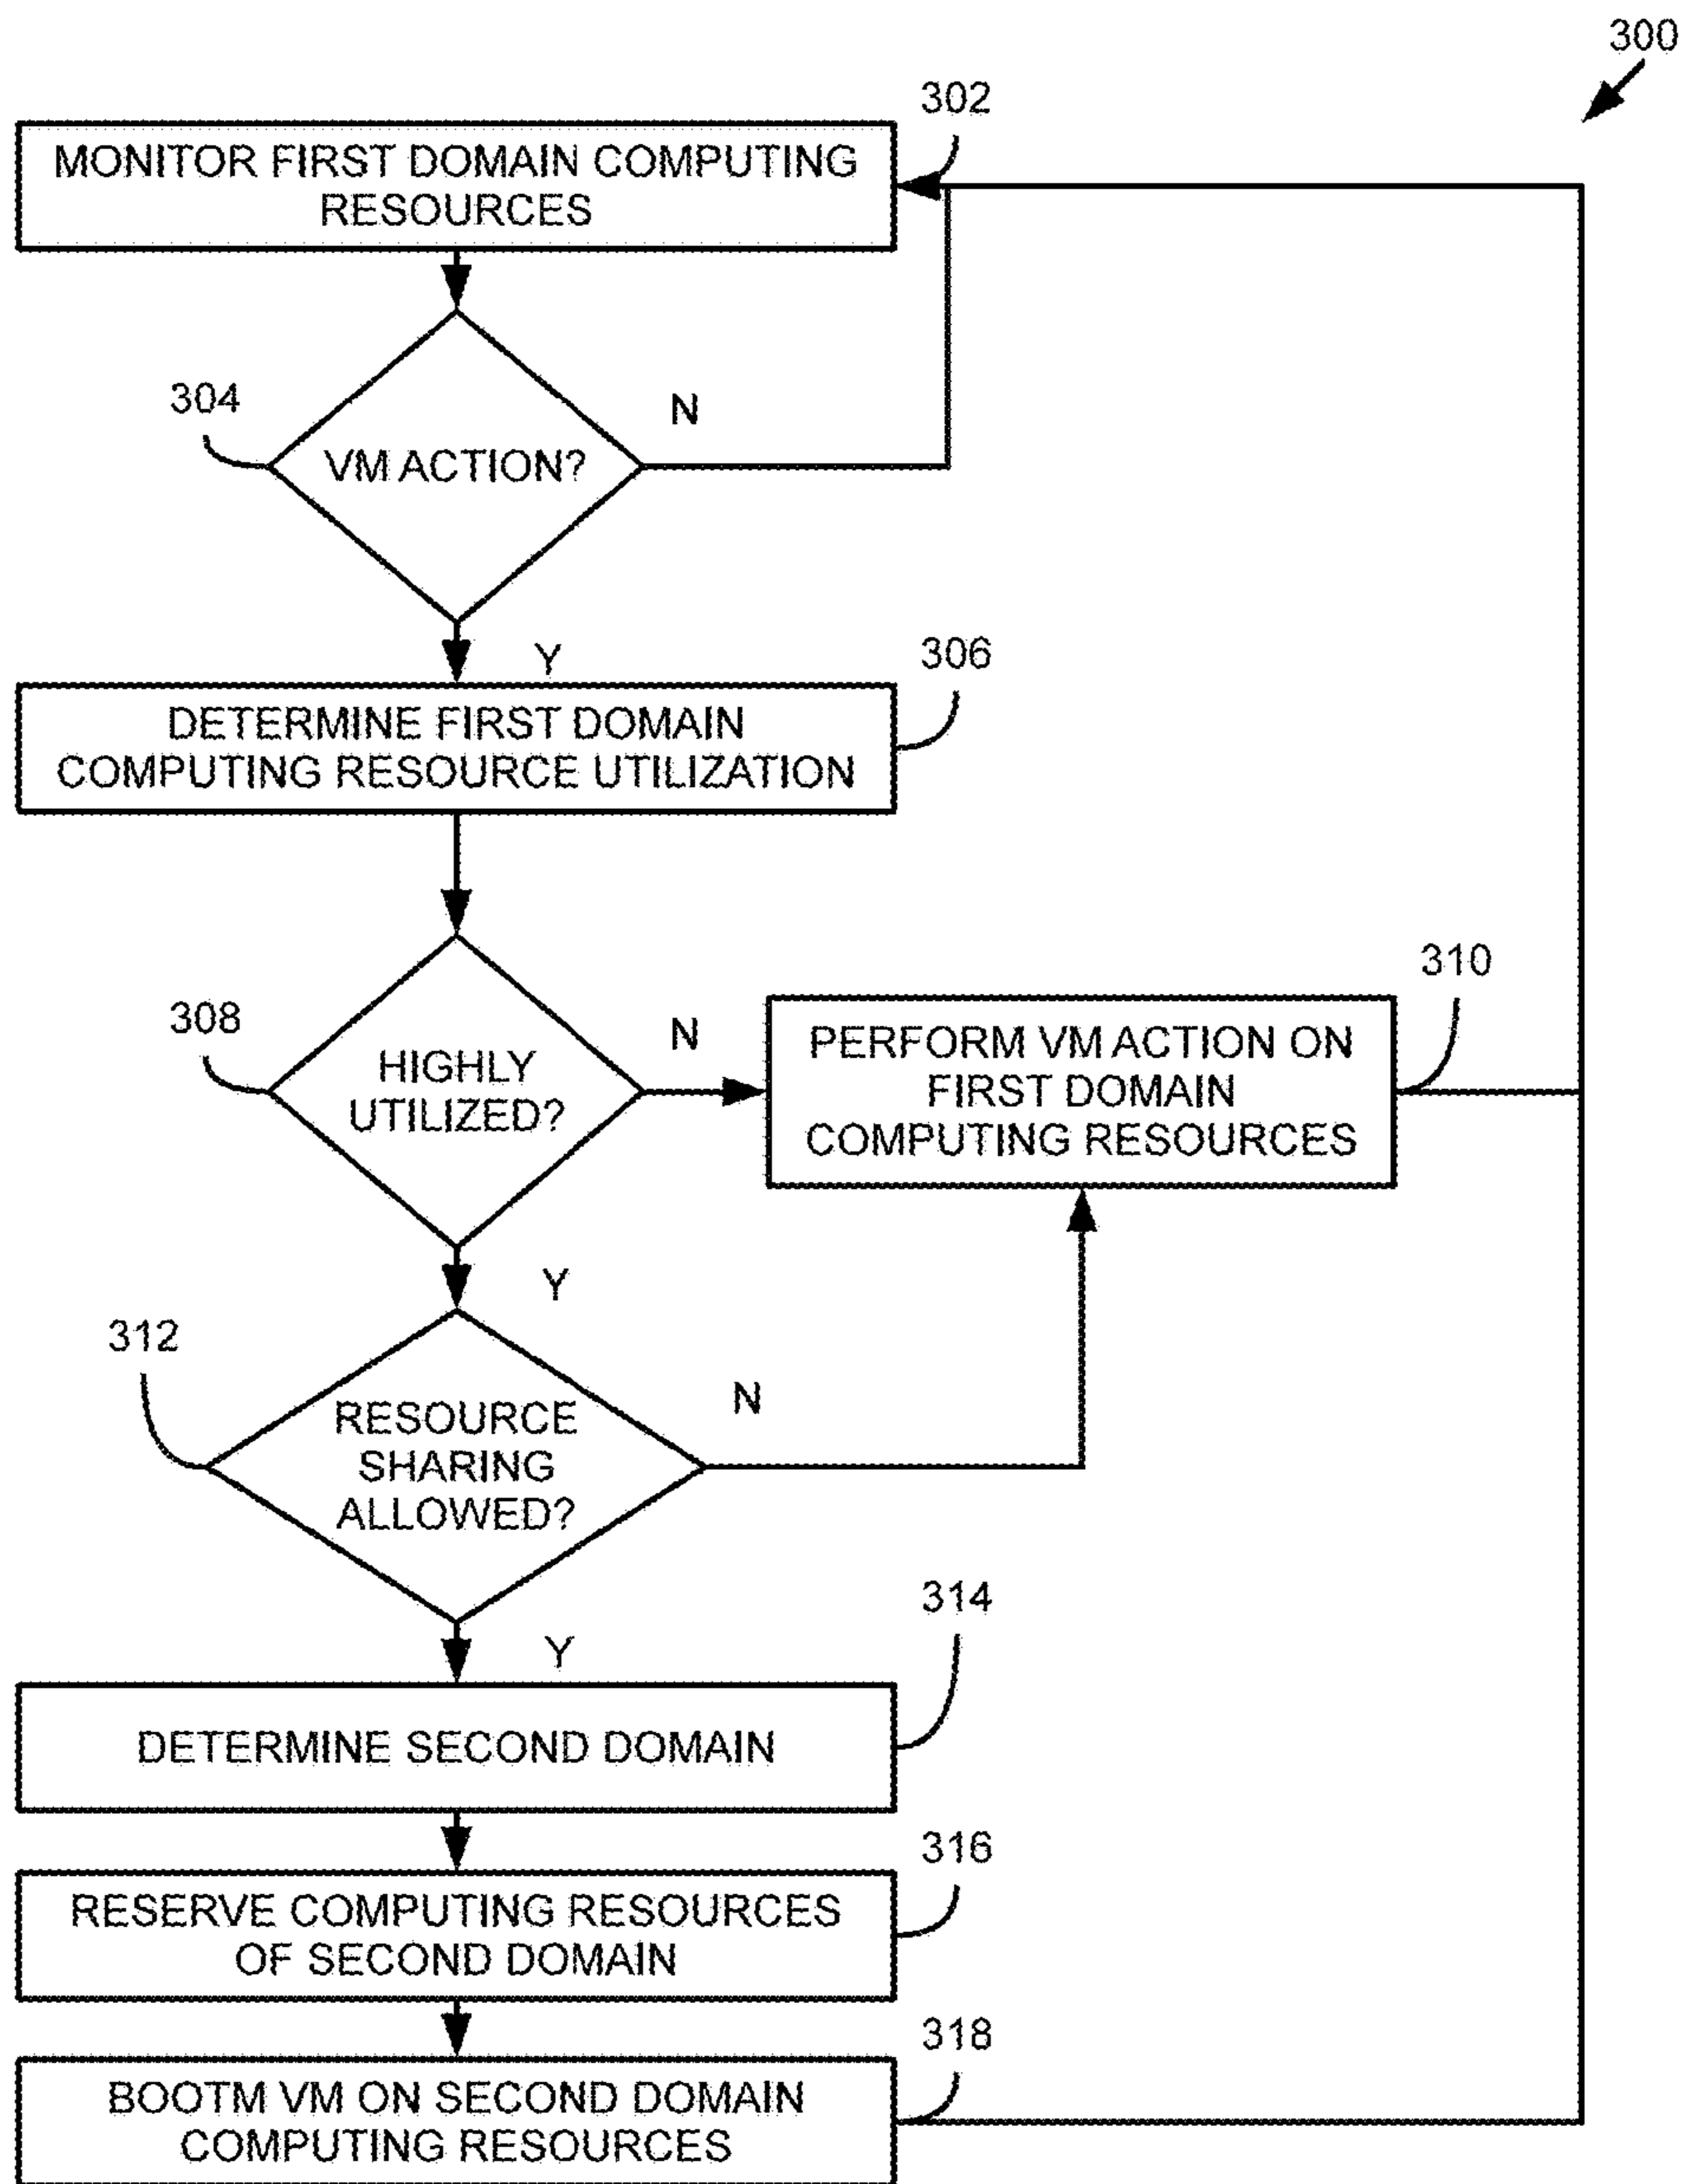 300
302
MONITOR FIRST DOMAIN COMPUTING
RESOURCES
304
N
VM ACTION?
Y
306
DETERMINE FIRST DOMAIN
COMPUTING RESOURCE UTILIZATION
308
HIGHLY
UTILIZED?
N
310
PERFORM VM ACTION ON
FIRST DOMAIN
COMPUTING RESOURCES
Y
312
N
RESOURCE
SHARING
ALLOWED?
Y
314
DETERMINE SECOND DOMAIN
316
RESERVE COMPUTING RESOURCES
OF SECOND DOMAIN
318
BOOTM VM ON SECOND DOMAIN
COMPUTING RESOURCES